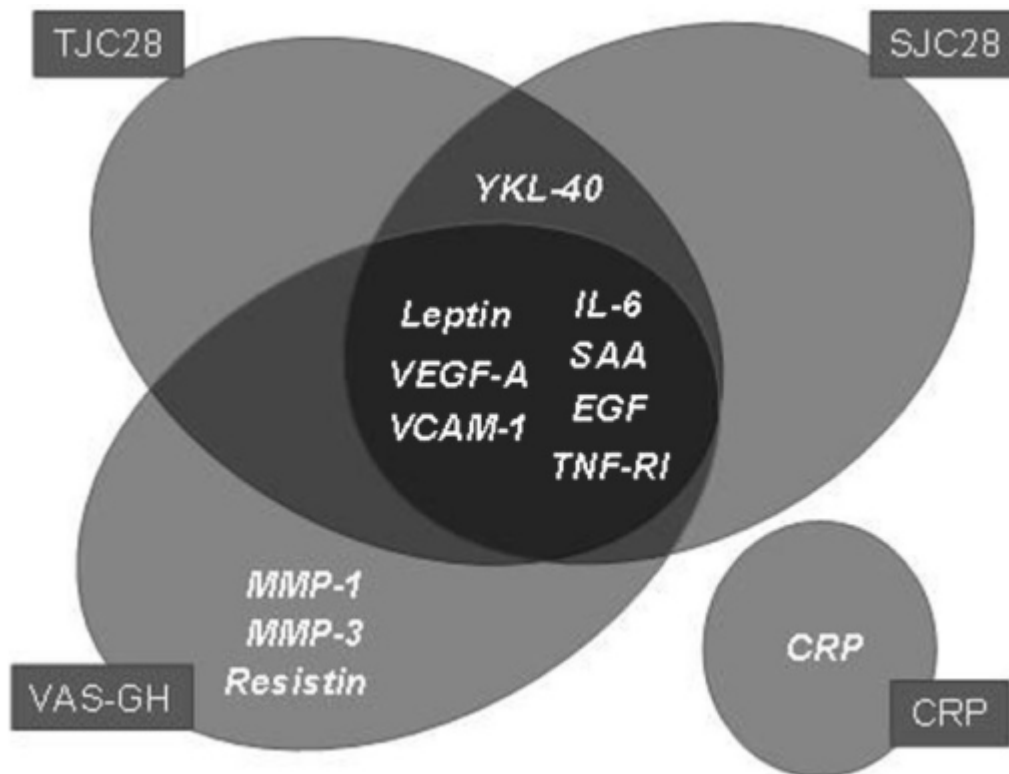 TJC28
SJC28
YKL-40
Leptin
VEGF-A
VCAM-1
IL-6
SAA
EGF
TNF-RI
MMP-1
MMP-3
Resistin
VAS-GH
CRP
CRP